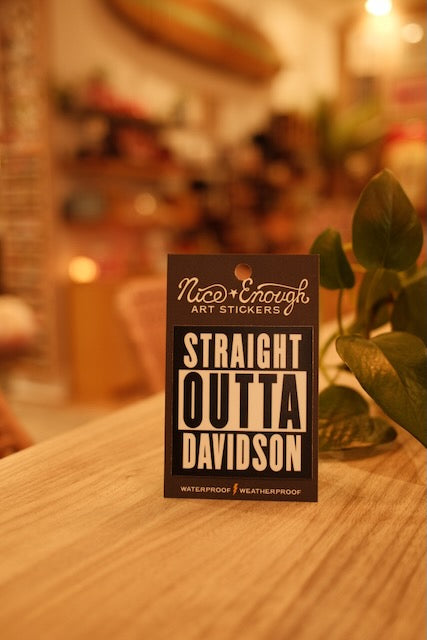 Nice ★ Enough
ART STICKERS
STRAIGHT
OUTTA
DAVIDSON
WATERPROOF⚡WEATHERPROOF